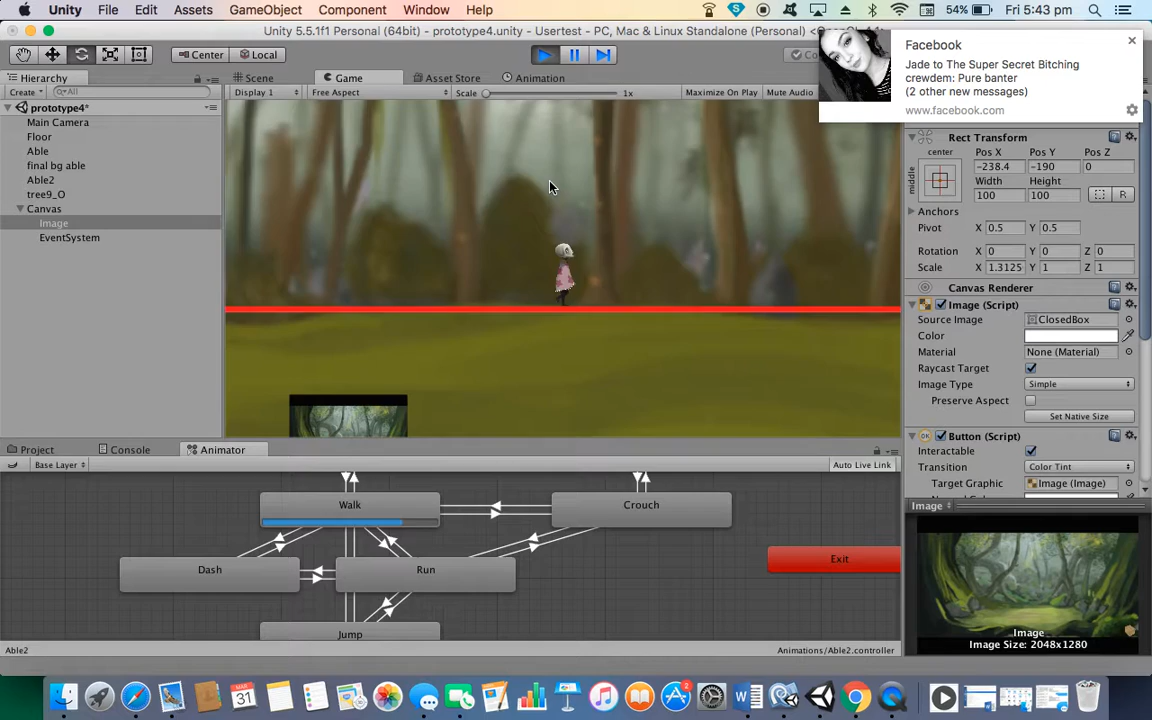 Unity File Edit Assets GameObject Component Window Help 54% Fri 5:43 pm
Unity 5.5.1f1 Personal (64bit) - prototype4.unity - Usertest - PC, Mac & Linux Standalone (Personal)
Center Local
Facebook
Jade to The Super Secret Bitching
crewdem: Pure banter
(2 other new messages)
www.facebook.com
Hierarchy
Create All
prototype4*
Main Camera
Floor
Able
final bg able
Able2
tree9_O
Canvas
Image
EventSystem
Scene Game Asset Store Animation
Display 1 Free Aspect Scale 1x Maximize On Play Mute Audio
Rect Transform
center Pos X Pos Y Pos Z
middle
-238.4 -190 0
Width Height
100 100 R
Anchors
Pivot X 0.5 Y 0.5
Rotation X 0 Y 0 Z 0
Scale X 1.3125 Y 1 Z 1
Canvas Renderer
Image (Script)
Source Image ClosedBox
Color
Material None (Material)
Raycast Target
Image Type Simple
Preserve Aspect
Set Native Size
OK Button (Script)
Interactable
Transition Color Tint
Target Graphic Image (Image)
Image
Image
Image Size: 2048x1280
Project Console Animator
Base Layer Auto Live Link
Walk
Crouch
Dash
Run
Exit
Jump
Able2 Animations/Able2.controller
MAR
31
2